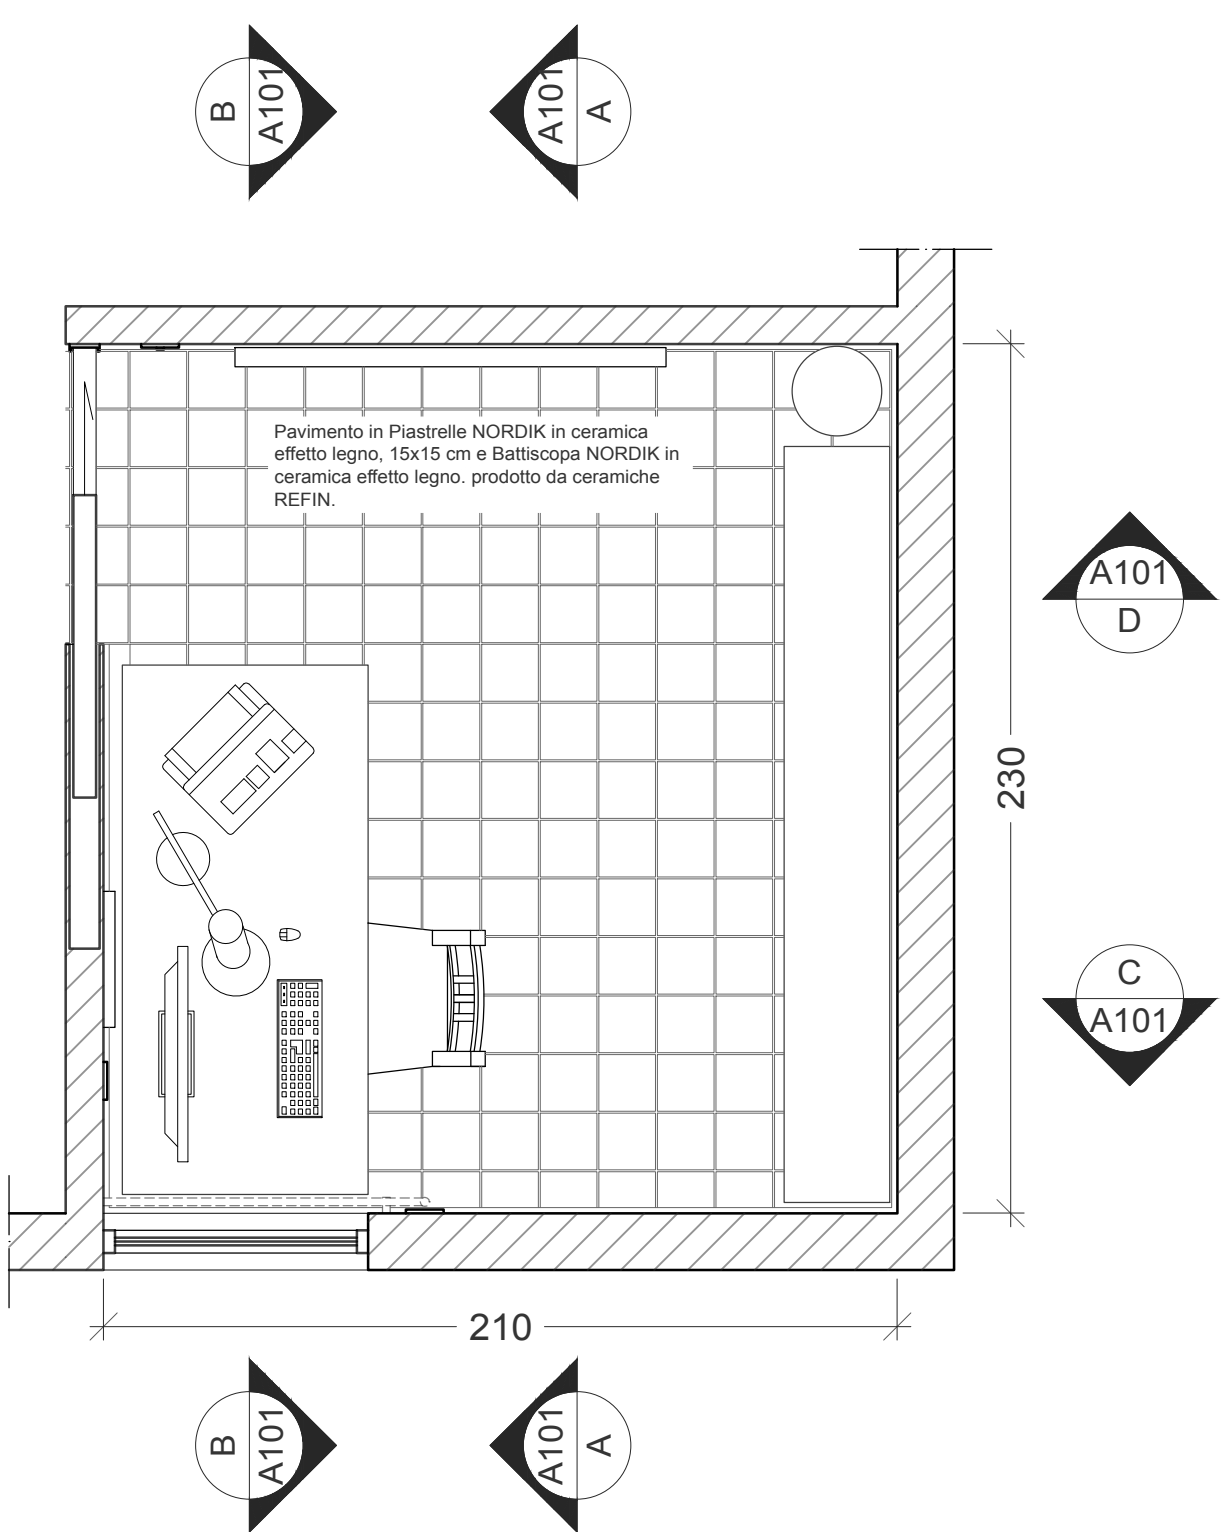 B
A101
A101
A
Pavimento in Piastrelle NORDIK in ceramica
effetto legno, 15x15 cm e Battiscopa NORDIK in
ceramica effetto legno. prodotto da ceramiche
REFIN.
A101
D
230
C
A101
210
B
A101
A101
A